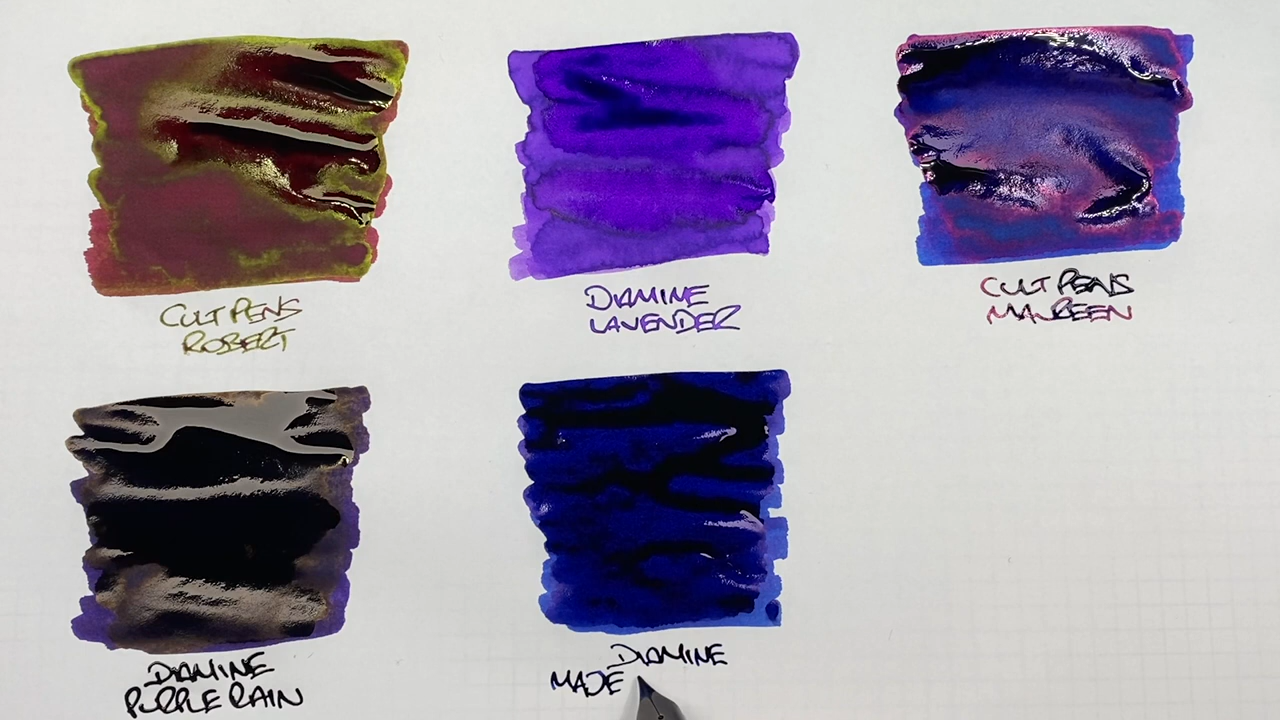 CULT PENS
ROBERT
DIAMINE
LAVENDER
CULT PENS
MAUREEN
DIAMINE
PURPLE RAIN
DIAMINE
MAJE